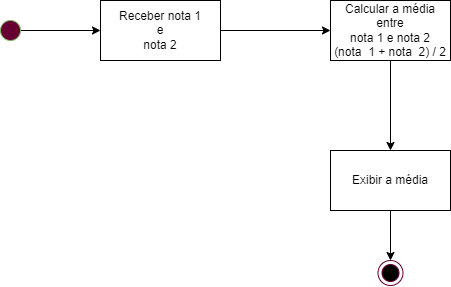 Receber nota 1
e
nota 2
Calcular a média
entre
nota 1 e nota 2
(nota 1 + nota 2) / 2
Exibir a média